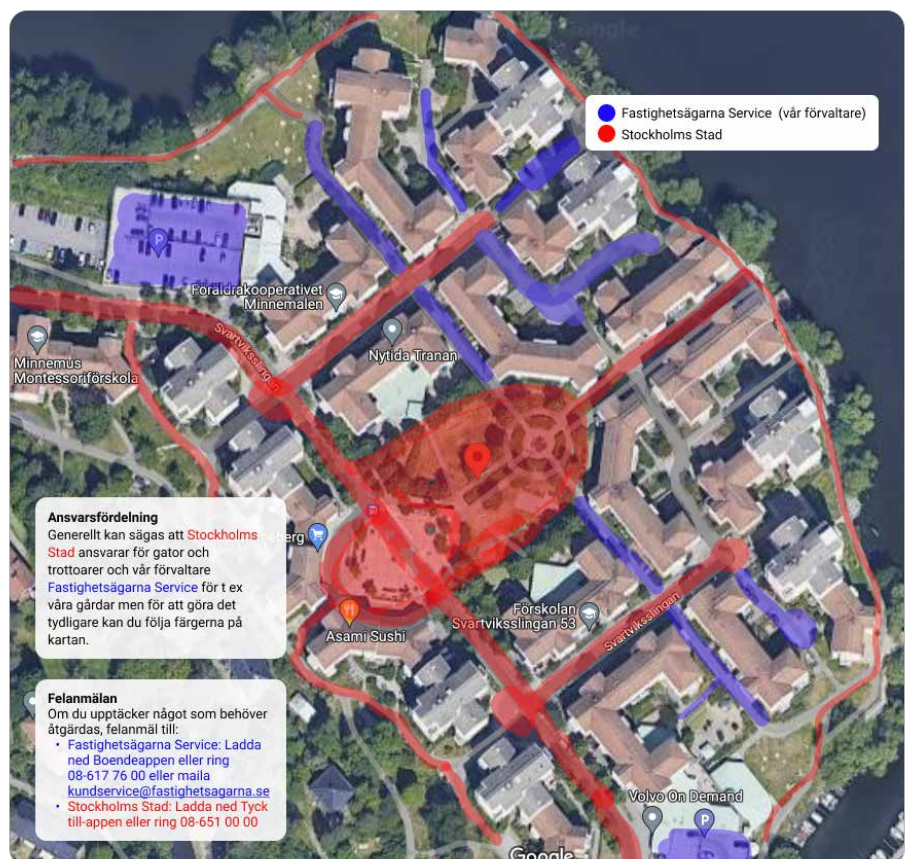 Google
Fastighetsägarna Service (vår förvaltare)
Stockholms Stad
P
Föräldrakooperativet
Minnemalen
Svartviksslingan
Nytida Tranan
Minnemus
Montessoriförskola
Ansvarsfördelning
Generellt kan sägas att Stockholms
Stad ansvarar för gator och
trottoarer och vår förvaltare
Fastighetsägarna Service för t ex
våra gårdar men för att göra det
tydligare kan du följa färgerna på
kartan.
eberg
Asami Sushi
Förskolan
Svartviksslingan 53
Svartviksslingan
Felanmälan
Om du upptäcker något som behöver
åtgärdas, felanmäl till:
• Fastighetsägarna Service: Ladda
ned Boendeappen eller ring
08-617 76 00 eller maila
kundservice@fastighetsagarna.se
• Stockholms Stad: Ladda ned Tyck
till-appen eller ring 08-651 00 00
Volvo On Demand
P
Google